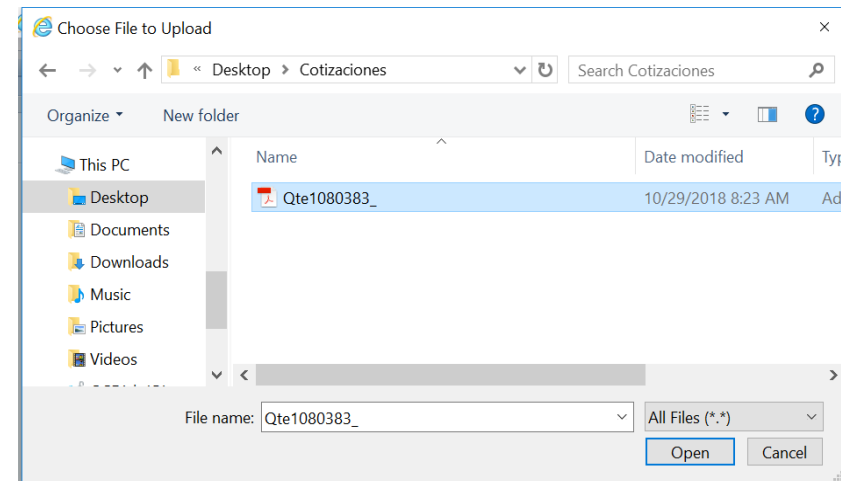 Choose File to Upload
« Desktop > Cotizaciones
Search Cotizaciones
Organize
New folder
This PC
Desktop
Documents
Downloads
Music
Pictures
Videos
Name
Date modified
Qte1080383_
10/29/2018 8:23 AM
File name:
Qte1080383_
All Files (*.*)
Open
Cancel